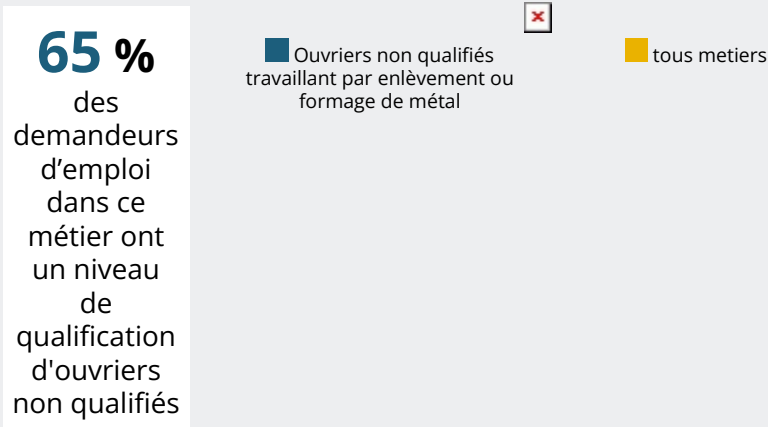 65 %
des
demandeurs
d’emploi
dans ce
métier ont
un niveau
de
qualification
d'ouvriers
non qualifiés
Ouvriers non qualifiés
travaillant par enlèvement ou
formage de métal
tous metiers